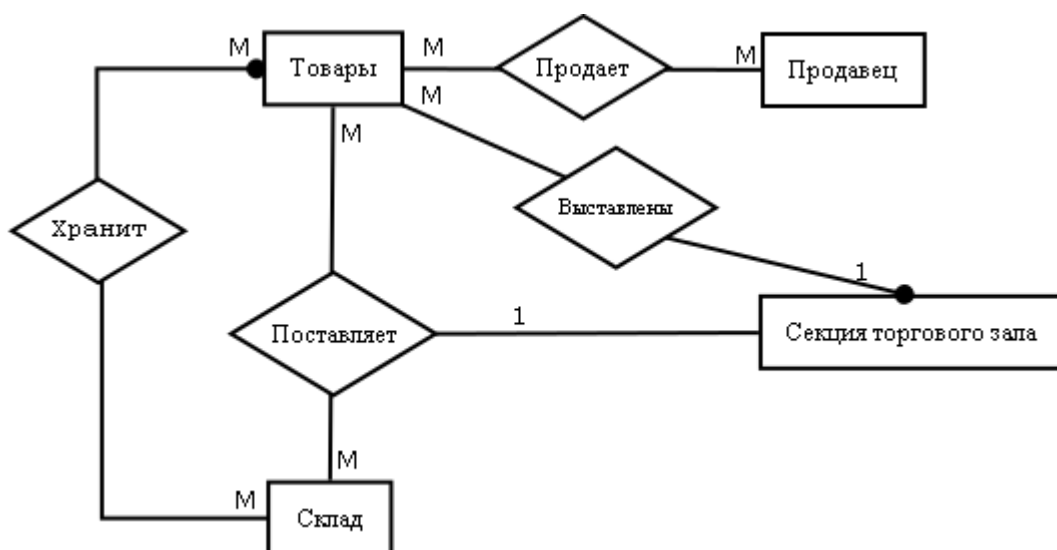 М
Товары
М
Продает
М
Продавец
М
М
Выставлены
Хранит
1
Поставляет
1
Секция торгового зала
М
М
Склад